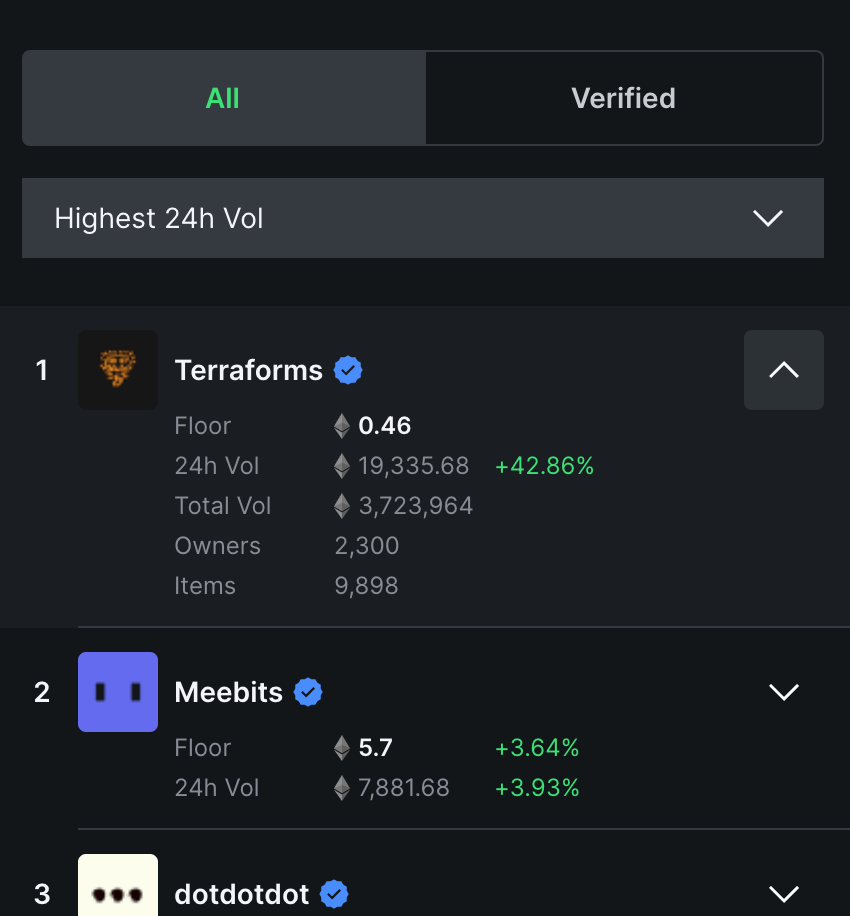 All Verified
Highest 24h Vol
1 Terraforms
Floor 0.46
24h Vol 19,335.68 +42.86%
Total Vol 3,723,964
Owners 2,300
Items 9,898
2 Meebits
Floor 5.7 +3.64%
24h Vol 7,881.68 +3.93%
3 dotdotdot